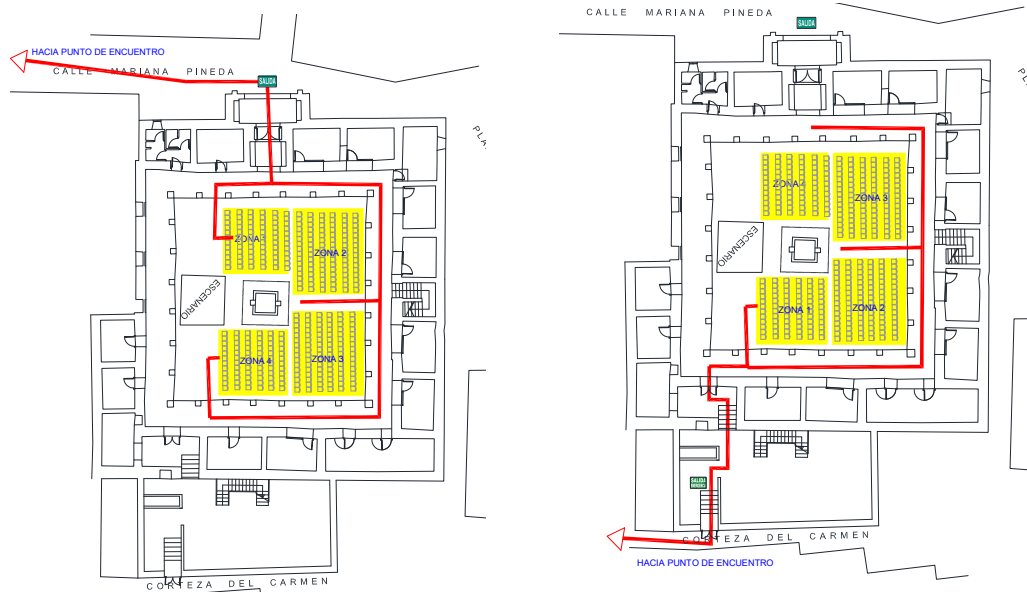 HACIA PUNTO DE ENCUENTRO
CALLE MARIANA PINEDA
SALIDA
ZONA 1
ZONA 2
ESCENARIO
ZONA 4
ZONA 3
CORTEZA DEL CARMEN
CALLE MARIANA PINEDA
SALIDA
ZONA 4
ZONA 3
ESCENARIO
ZONA 1
ZONA 2
SALIDA
CORTEZA DEL CARMEN
HACIA PUNTO DE ENCUENTRO